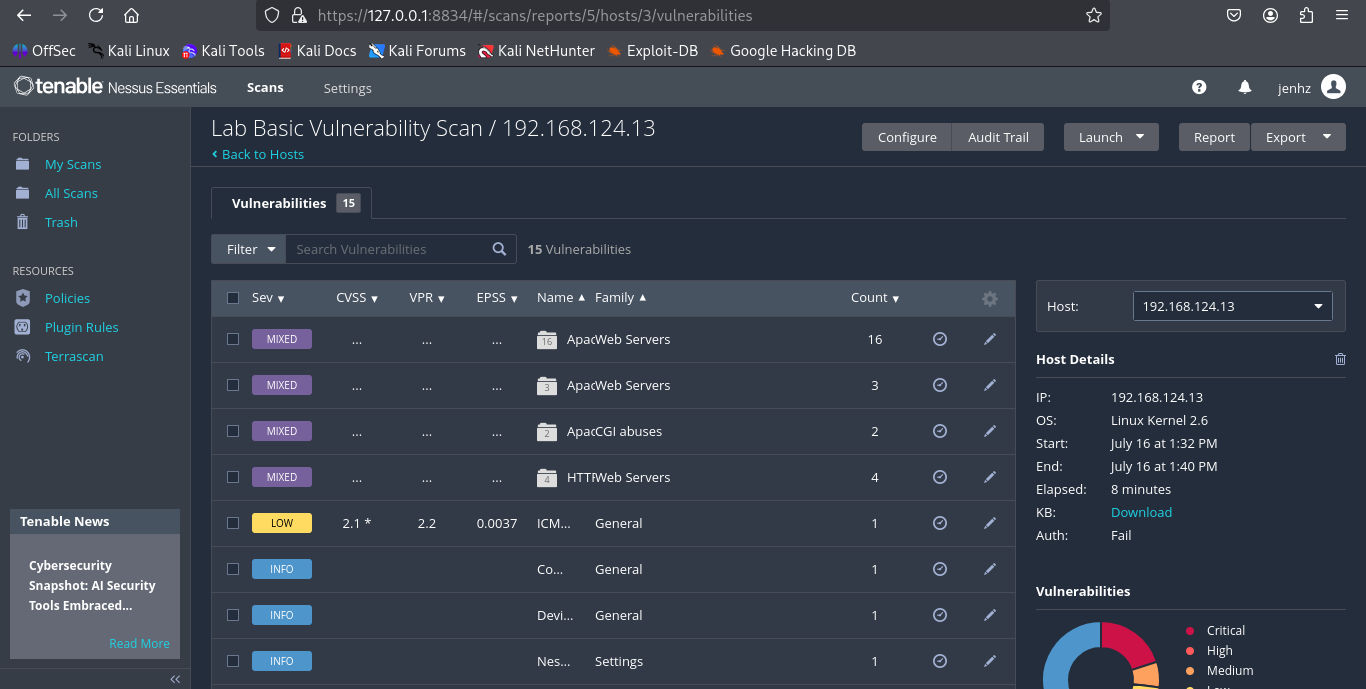 https://127.0.0.1:8834/#/scans/reports/5/hosts/3/vulnerabilities
OffSec Kali Linux Kali Tools Kali Docs Kali Forums Kali NetHunter Exploit-DB Google Hacking DB
tenable Nessus Essentials Scans Settings ? jenhz
FOLDERS
My Scans
All Scans
Trash
RESOURCES
Policies
Plugin Rules
Terrascan
Tenable News
Cybersecurity
Snapshot: AI Security
Tools Embraced...
Read More
Lab Basic Vulnerability Scan / 192.168.124.13
Back to Hosts
Configure Audit Trail Launch Report Export
Vulnerabilities 15
Filter Search Vulnerabilities 15 Vulnerabilities
Sev CVSS VPR EPSS Name Family Count
MIXED ... ... ... 16 Apac Web Servers 16
MIXED ... ... ... 3 Apac Web Servers 3
MIXED ... ... ... 2 Apac CGI abuses 2
MIXED ... ... ... 4 HTTP Web Servers 4
LOW 2.1 * 2.2 0.0037 ICM... General 1
INFO Co... General 1
INFO Devi... General 1
INFO Nes... Settings 1
Host: 192.168.124.13
Host Details
IP: 192.168.124.13
OS: Linux Kernel 2.6
Start: July 16 at 1:32 PM
End: July 16 at 1:40 PM
Elapsed: 8 minutes
KB: Download
Auth: Fail
Vulnerabilities
Critical
High
Medium